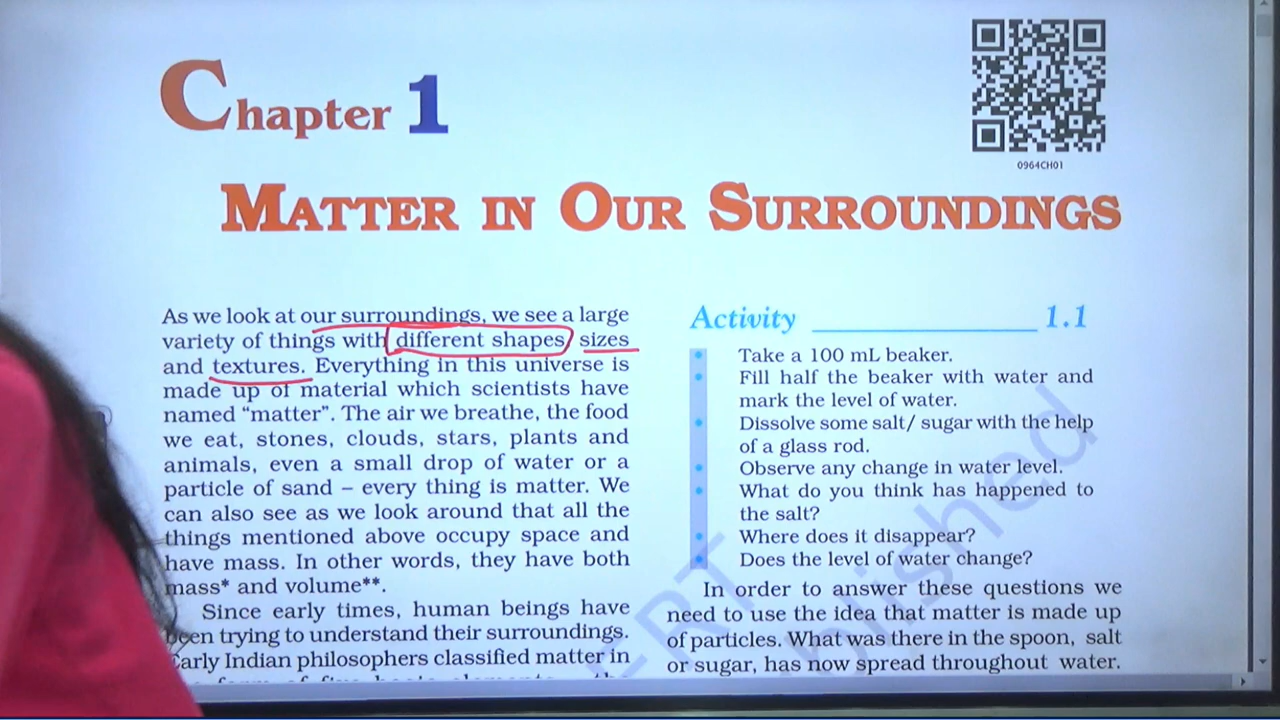 Chapter 1
0964CH01
MATTER IN OUR SURROUNDINGS
As we look at our surroundings, we see a large
variety of things with different shapes, sizes
and textures. Everything in this universe is
made up of material which scientists have
named “matter”. The air we breathe, the food
we eat, stones, clouds, stars, plants and
animals, even a small drop of water or a
particle of sand – every thing is matter. We
can also see as we look around that all the
things mentioned above occupy space and
have mass. In other words, they have both
mass* and volume**.
Since early times, human beings have
been trying to understand their surroundings.
Early Indian philosophers classified matter in
Activity 1.1
• Take a 100 mL beaker.
• Fill half the beaker with water and
mark the level of water.
• Dissolve some salt/ sugar with the help
of a glass rod.
• Observe any change in water level.
• What do you think has happened to
the salt?
• Where does it disappear?
• Does the level of water change?
In order to answer these questions we
need to use the idea that matter is made up
of particles. What was there in the spoon, salt
or sugar, has now spread throughout water.